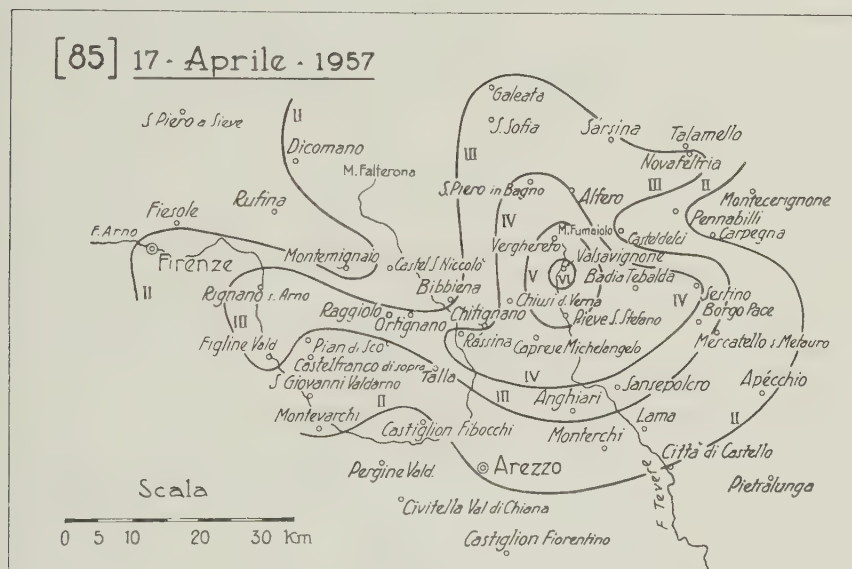 [85] 17 · Aprile · 1957
Galeata
S. Piero a Sieve
II
S. Sofia
Sársina
Talamello
Dicomano
III
Novafeltria
M. Falterona
S. Piero in Bagno
Alfero
III
II
Montecerignone
Rufina
Pennabilli
Fiesole
IV
Carpegna
F. Arno
M. Fumaiolo
Casteldelci
Verghereto
Firenze
Montemignaio
Castel S. Niccolò
Valsavignone
V
VI
Badia Tebalda
II
Rignano s. Arno
Bibbiena
Chiusi d. Verna
IV
Sestino
Raggiolo
Chitignano
Borgo Pace
III
Ortignano
Pieve S. Stefano
Figline Vald
Pian di Scò
Rassina
Caprese Michelangelo
Mercatello s. Metauro
Castelfranco di sopra
Talla
IV
S. Giovanni Valdarno
Sansepolcro
Apécchio
II
III
Anghiari
Montevarchi
Castiglion Fibocchi
Lama
II
Monterchi
Città di Castello
Pergine Vald.
Arezzo
Pietralunga
Scala
F. Tevere
Civitella Val di Chiana
0 5 10 20 30 Km
Castiglion Fiorentino